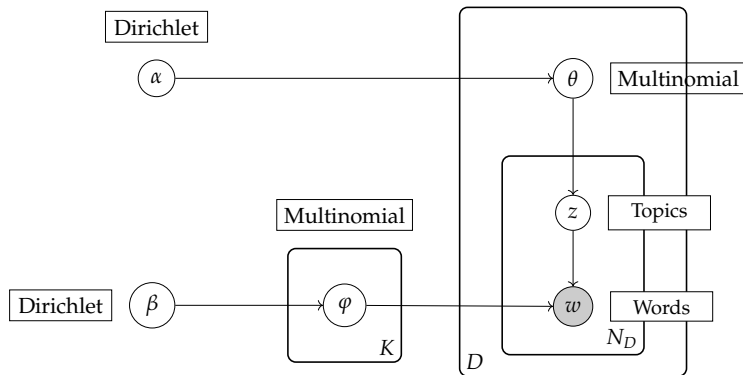 Dirichlet
α
θ
Multinomial
z
Topics
Multinomial
Dirichlet
β
φ
w
Words
K
D
N_D